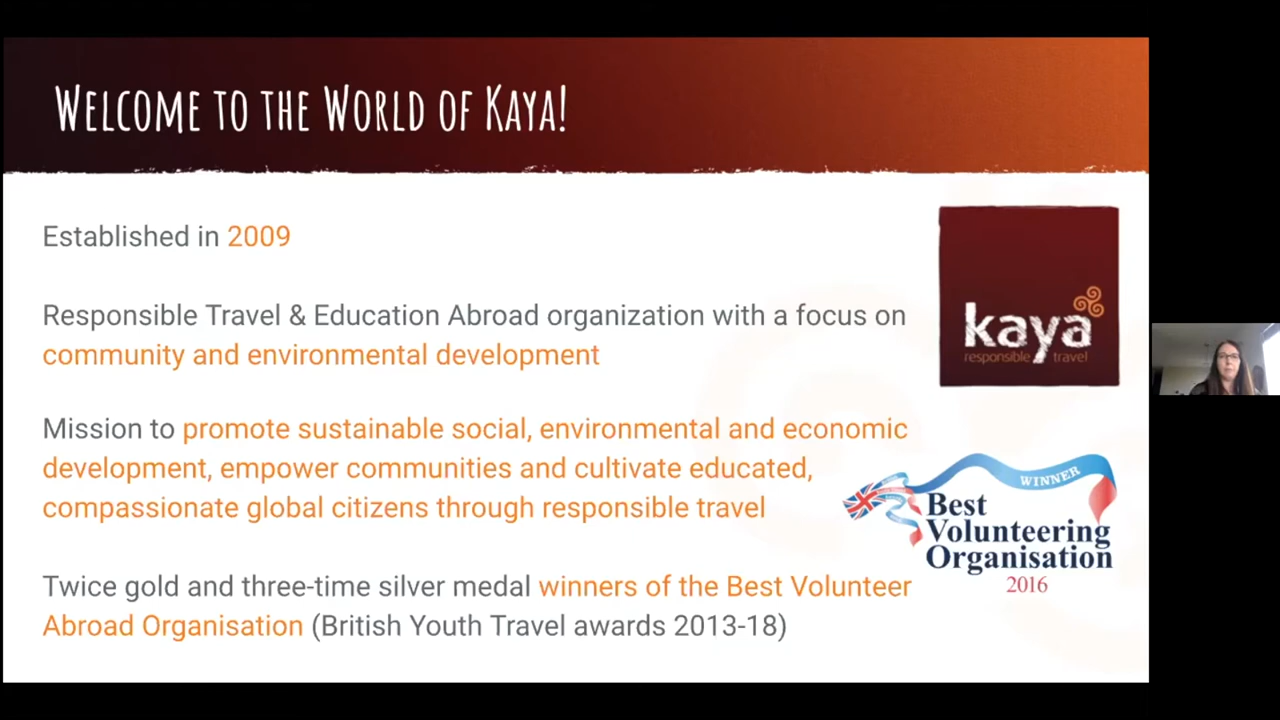 WELCOME TO THE WORLD OF KAYA!
Established in 2009
Responsible Travel & Education Abroad organization with a focus on
community and environmental development
kaya
responsible travel
Mission to promote sustainable social, environmental and economic
development, empower communities and cultivate educated,
compassionate global citizens through responsible travel
WINNER
Best
Volunteering
Organisation
2016
Twice gold and three-time silver medal winners of the Best Volunteer
Abroad Organisation (British Youth Travel awards 2013-18)